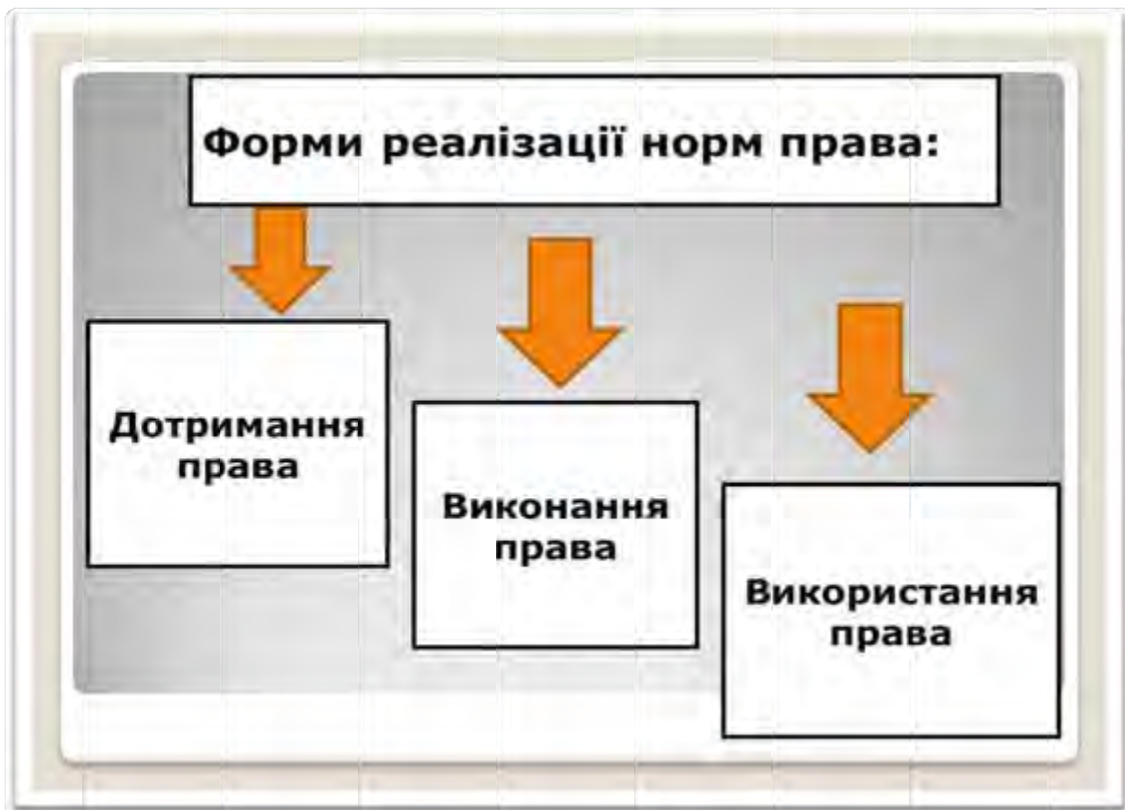 Форми реалізації норм права:
Дотримання
права
Виконання
права
Використання
права